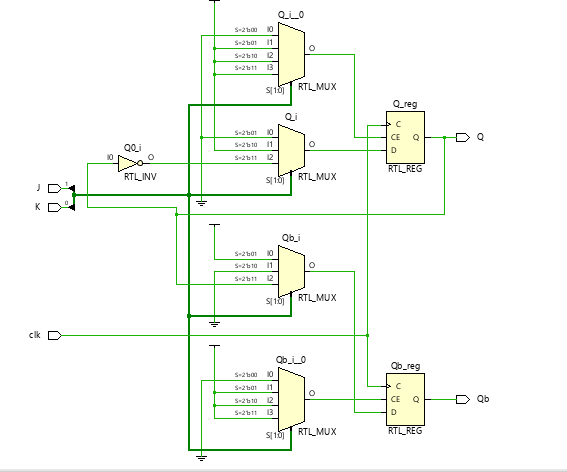 Q_i__0
S=2'b00 I0
S=2'b01 I1 O
S=2'b10 I2
S=2'b11 I3
S[1:0] RTL_MUX
Q_reg
C
CE Q
D
RTL_REG
Q
Q_i
S=2'b01 I0
S=2'b10 I1 O
S=2'b11 I2
S[1:0] RTL_MUX
Q0_i
I0 O
RTL_INV
J 1
K 0
Qb_i
S=2'b01 I0
S=2'b10 I1 O
S=2'b11 I2
S[1:0] RTL_MUX
clk
Qb_i__0
S=2'b00 I0
S=2'b01 I1 O
S=2'b10 I2
S=2'b11 I3
S[1:0] RTL_MUX
Qb_reg
C
CE Q
D
RTL_REG
Qb